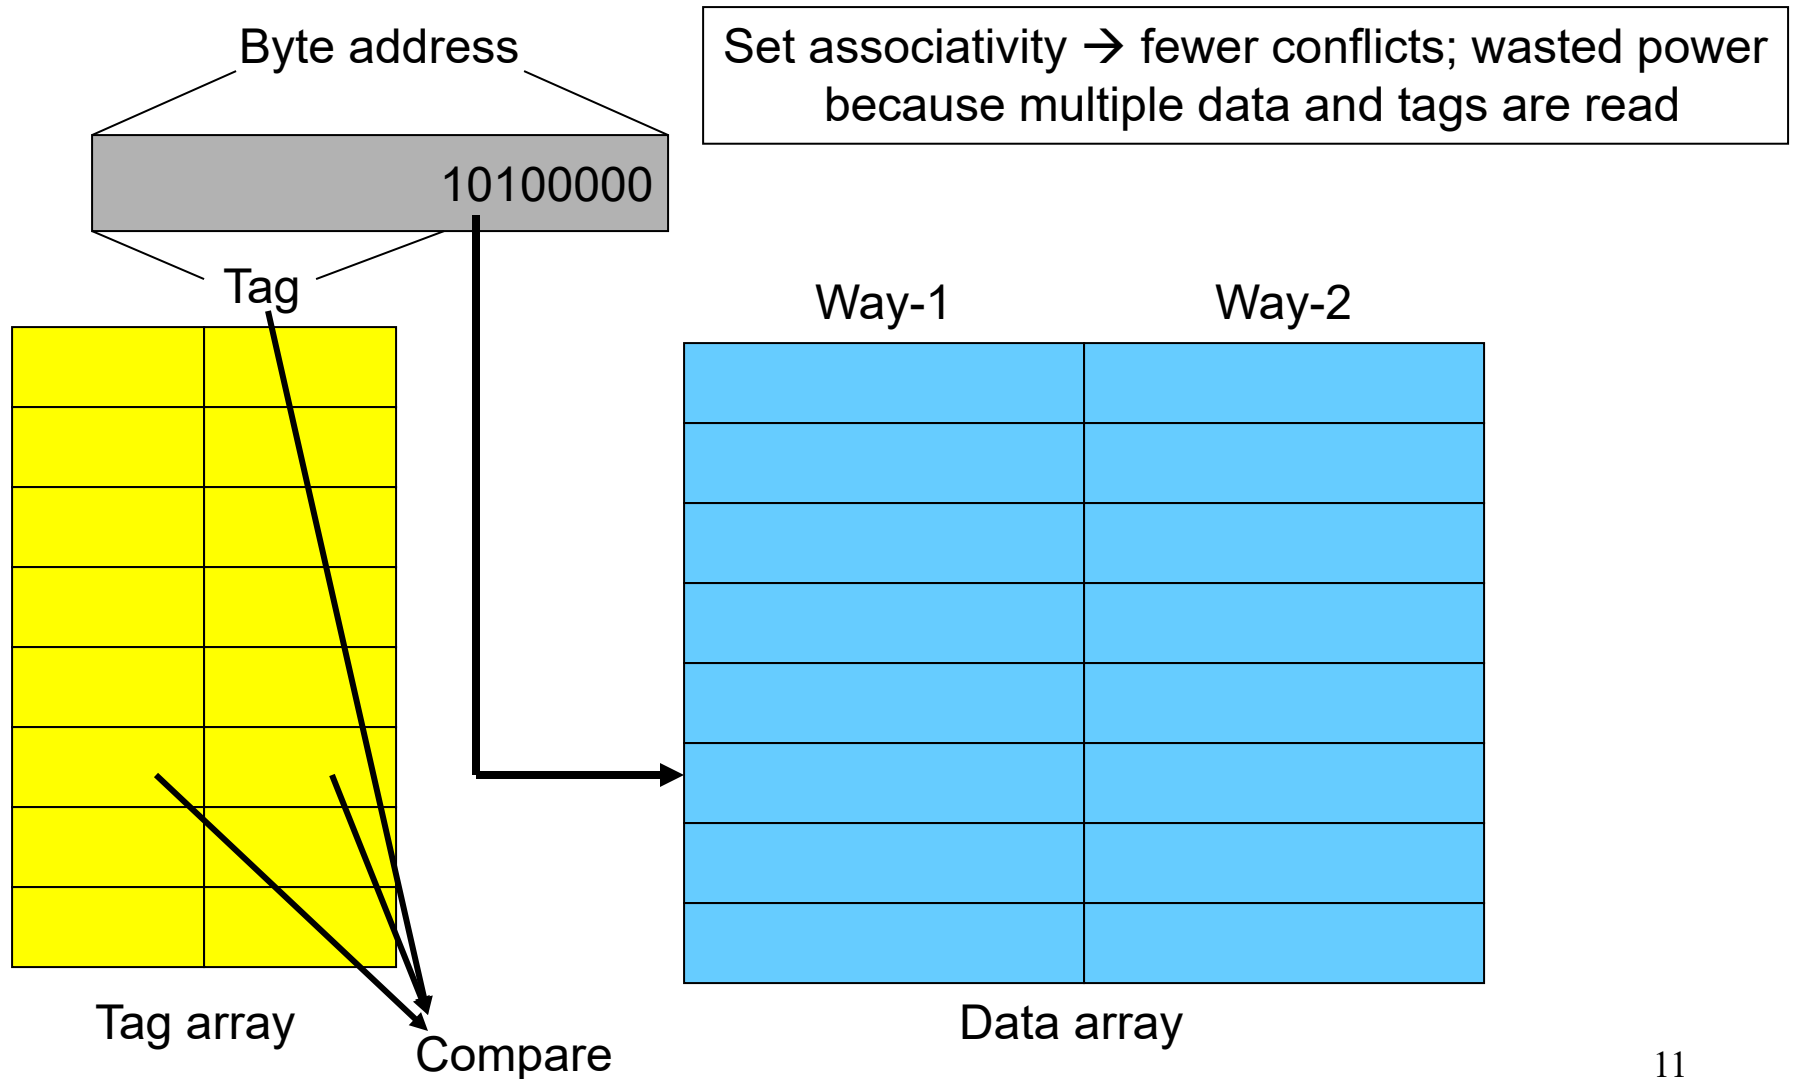 Byte address
Set associativity → fewer conflicts; wasted power
because multiple data and tags are read
10100000
Tag
Way-1
Way-2
Tag array
Data array
Compare
11